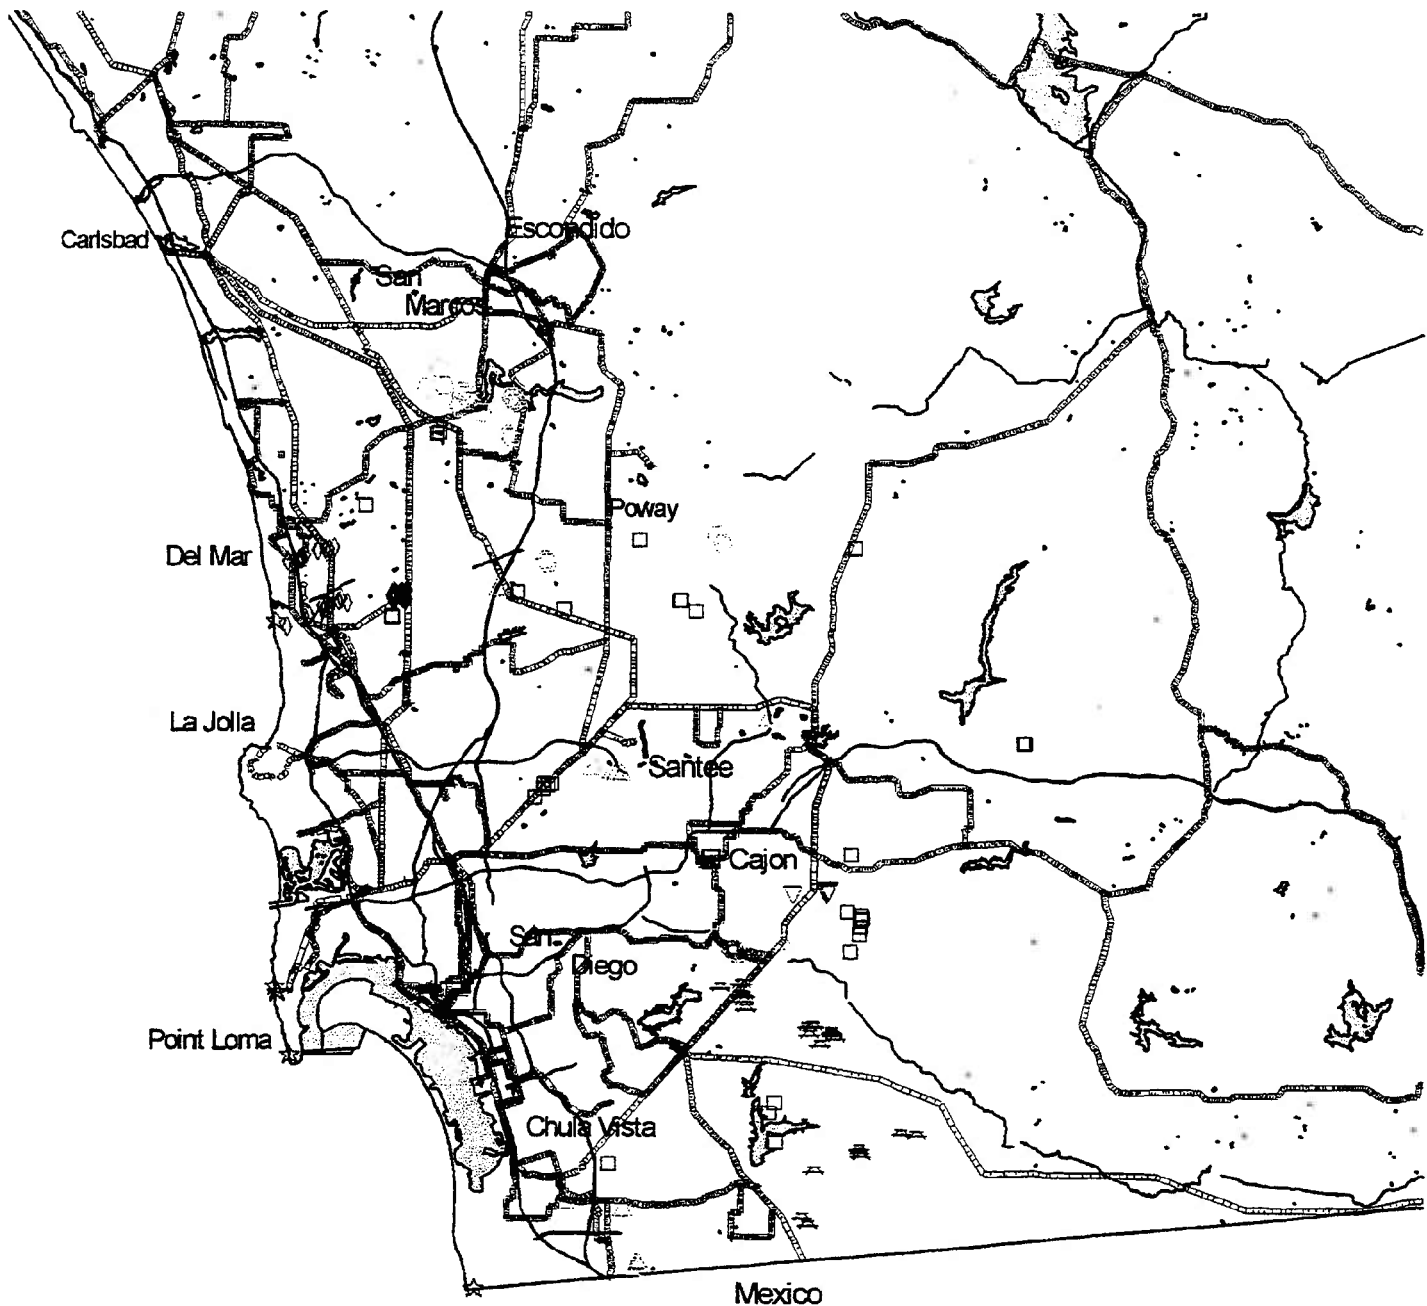 Escondido
Carlsbad
San
Marcos
Poway
Del Mar
La Jolla
Santee
Cajon
San
Diego
Point Loma
Chula Vista
Mexico